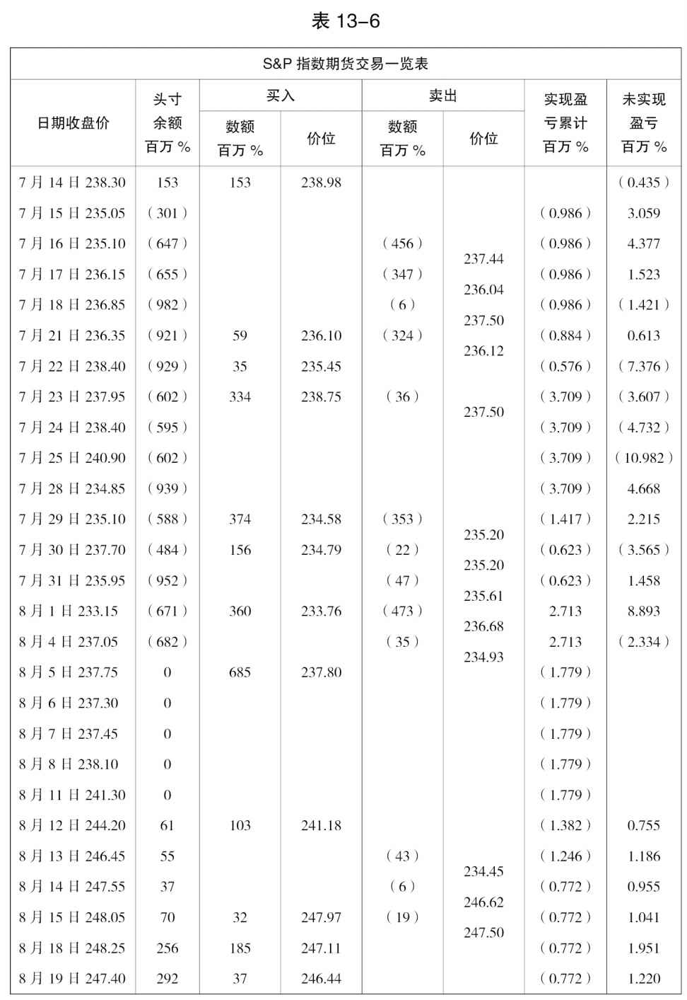 表 13-6
S&P 指数期货交易一览表
日期收盘价 头寸余额百万 % 买入 卖出 实现盈亏累计百万 % 未实现盈亏百万 %
数额百万 % 价位 数额百万 % 价位
7 月 14 日 238.30 153 153 238.98 （0.435）
7 月 15 日 235.05 （301） （0.986） 3.059
7 月 16 日 235.10 （647） （456） （0.986） 4.377
237.44
7 月 17 日 236.15 （655） （347） （0.986） 1.523
236.04
7 月 18 日 236.85 （982） （6） （0.986） （1.421）
237.50
7 月 21 日 236.35 （921） 59 236.10 （324） （0.884） 0.613
236.12
7 月 22 日 238.40 （929） 35 235.45 （0.576） （7.376）
7 月 23 日 237.95 （602） 334 238.75 （36） （3.709） （3.607）
237.50
7 月 24 日 238.40 （595） （3.709） （4.732）
7 月 25 日 240.90 （602） （3.709） （10.982）
7 月 28 日 234.85 （939） （3.709） 4.668
7 月 29 日 235.10 （588） 374 234.58 （353） （1.417） 2.215
235.20
7 月 30 日 237.70 （484） 156 234.79 （22） （0.623） （3.565）
235.20
7 月 31 日 235.95 （952） （47） （0.623） 1.458
235.61
8 月 1 日 233.15 （671） 360 233.76 （473） 2.713 8.893
236.68
8 月 4 日 237.05 （682） （35） 2.713 （2.334）
234.93
8 月 5 日 237.75 0 685 237.80 （1.779）
8 月 6 日 237.30 0 （1.779）
8 月 7 日 237.45 0 （1.779）
8 月 8 日 238.10 0 （1.779）
8 月 11 日 241.30 0 （1.779）
8 月 12 日 244.20 61 103 241.18 （1.382） 0.755
8 月 13 日 246.45 55 （43） （1.246） 1.186
234.45
8 月 14 日 247.55 37 （6） （0.772） 0.955
246.62
8 月 15 日 248.05 70 32 247.97 （19） （0.772） 1.041
247.50
8 月 18 日 248.25 256 185 247.11 （0.772） 1.951
8 月 19 日 247.40 292 37 246.44 （0.772） 1.220